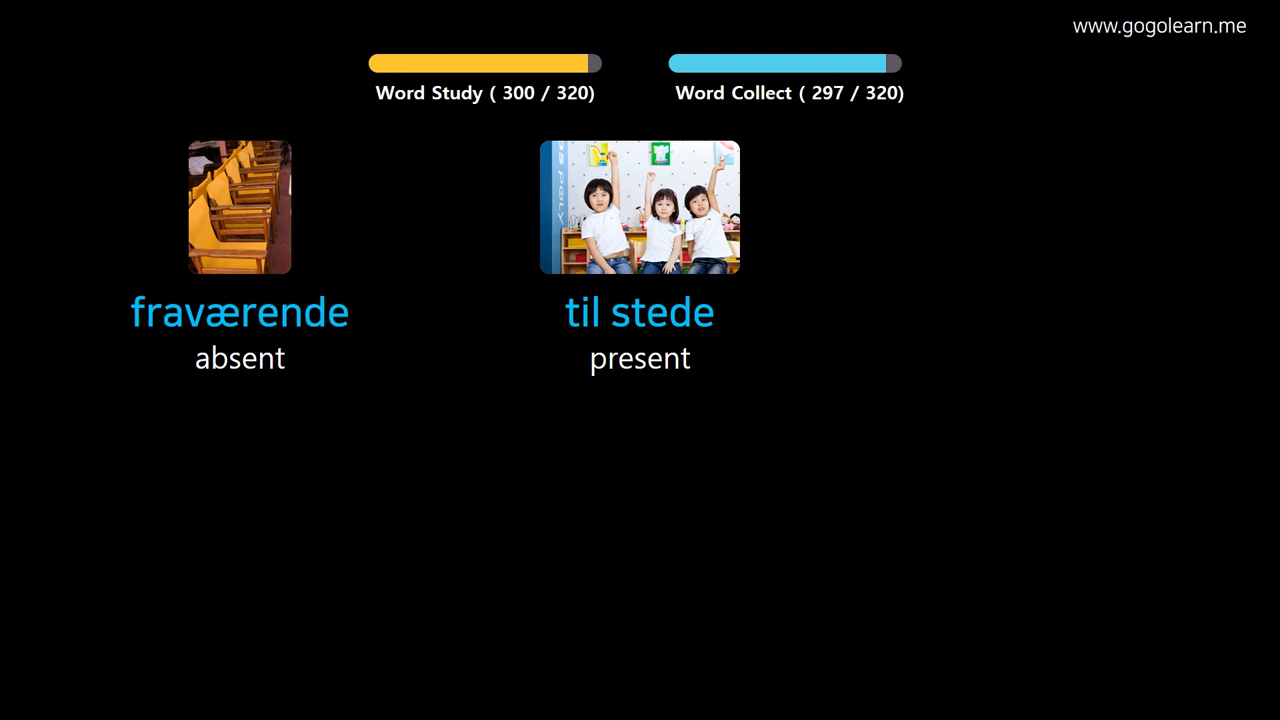 www.gogolearn.me
Word Study ( 300 / 320)
Word Collect ( 297 / 320)
fraværende
til stede
absent
present